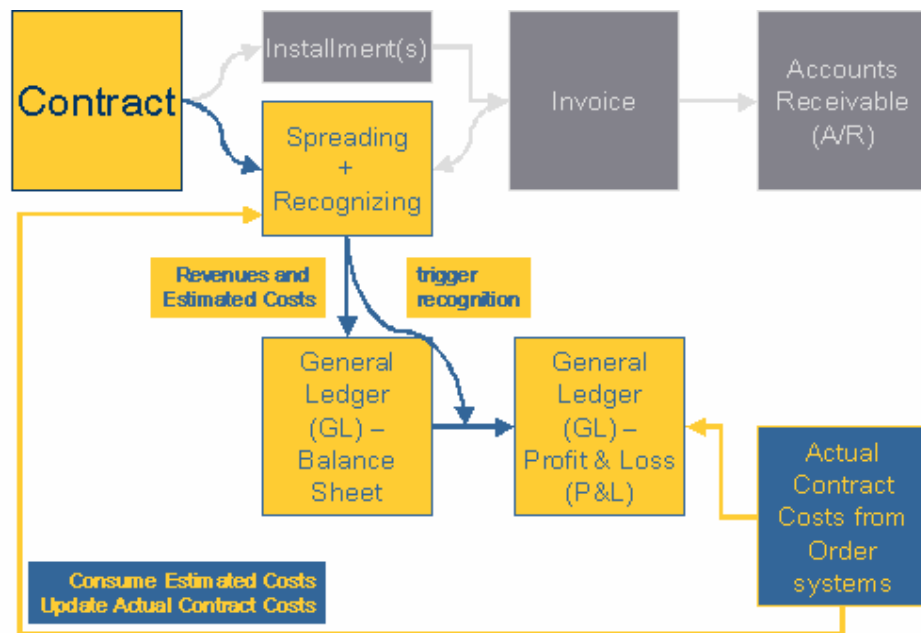 Contract
Installment(s)
Invoice
Accounts
Receivable
(A/R)
Spreading
+
Recognizing
Revenues and
Estimated Costs
trigger
recognition
General
Ledger
(GL) –
Balance
Sheet
General
Ledger
(GL) –
Profit & Loss
(P&L)
Actual
Contract
Costs from
Order
systems
Consume Estimated Costs
Update Actual Contract Costs